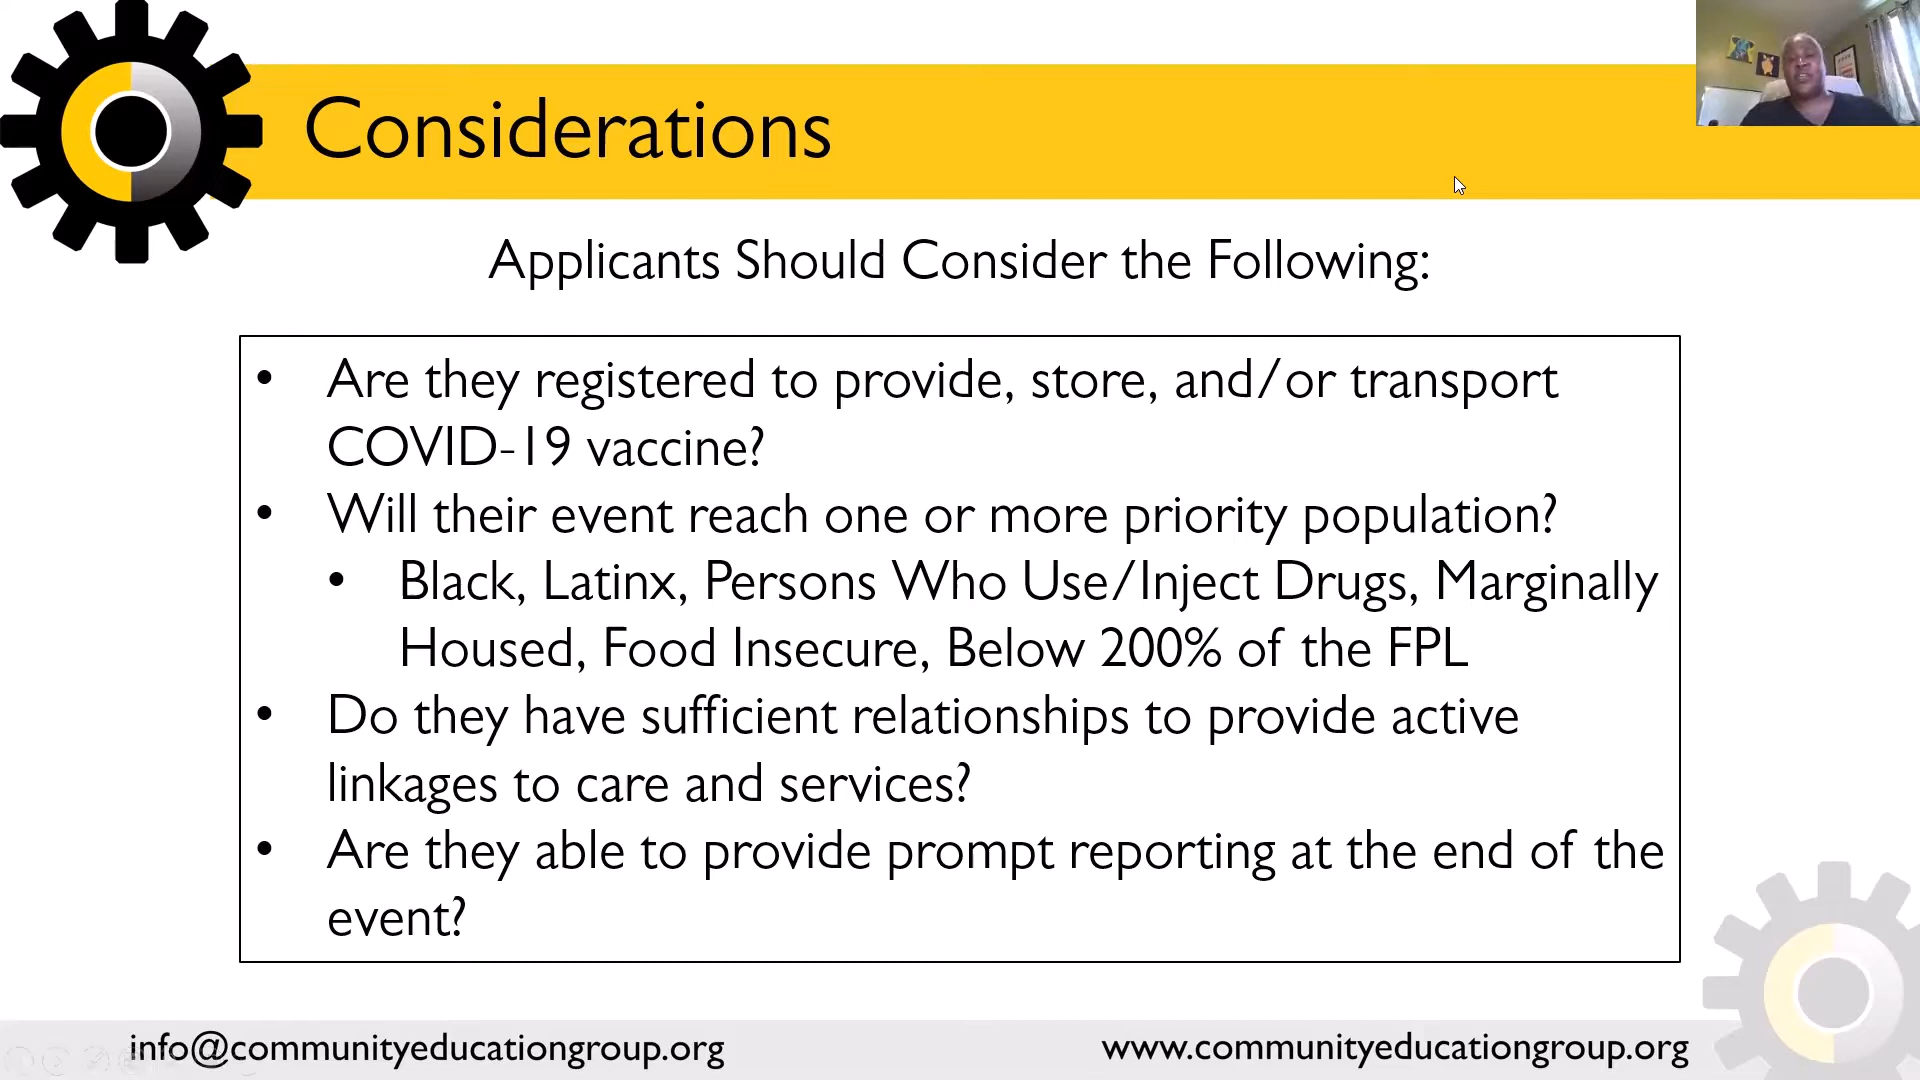 Considerations
Applicants Should Consider the Following:
• Are they registered to provide, store, and/or transport
COVID-19 vaccine?
• Will their event reach one or more priority population?
• Black, Latinx, Persons Who Use/Inject Drugs, Marginally
Housed, Food Insecure, Below 200% of the FPL
• Do they have sufficient relationships to provide active
linkages to care and services?
• Are they able to provide prompt reporting at the end of the
event?
info@communityeducationgroup.org
www.communityeducationgroup.org